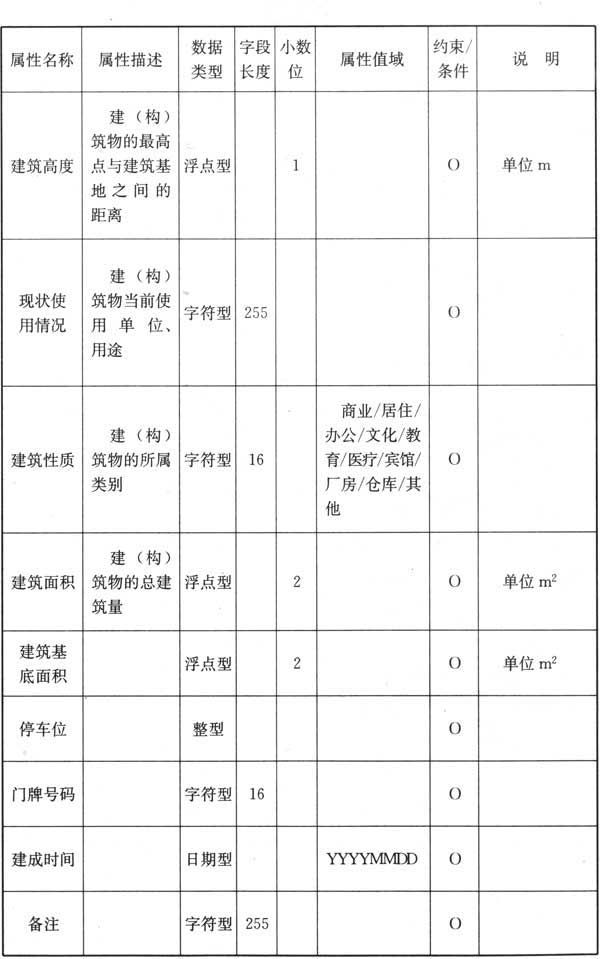 属性名称 属性描述 数据类型 字段长度 小数位 属性值域 约束/条件 说 明
建筑高度 建（构）筑物的最高点与建筑基地之间的距离 浮点型 1 O 单位 m
现状使用情况 建（构）筑物当前使用单位、用途 字符型 255 O
建筑性质 建（构）筑物的所属类别 字符型 16 商业/居住/办公/文化/教育/医疗/宾馆/厂房/仓库/其他 O
建筑面积 建（构）筑物的总建筑量 浮点型 2 O 单位 m²
建筑基底面积 浮点型 2 O 单位 m²
停车位 整型 O
门牌号码 字符型 16 O
建成时间 日期型 YYYYMMDD O
备注 字符型 255 O